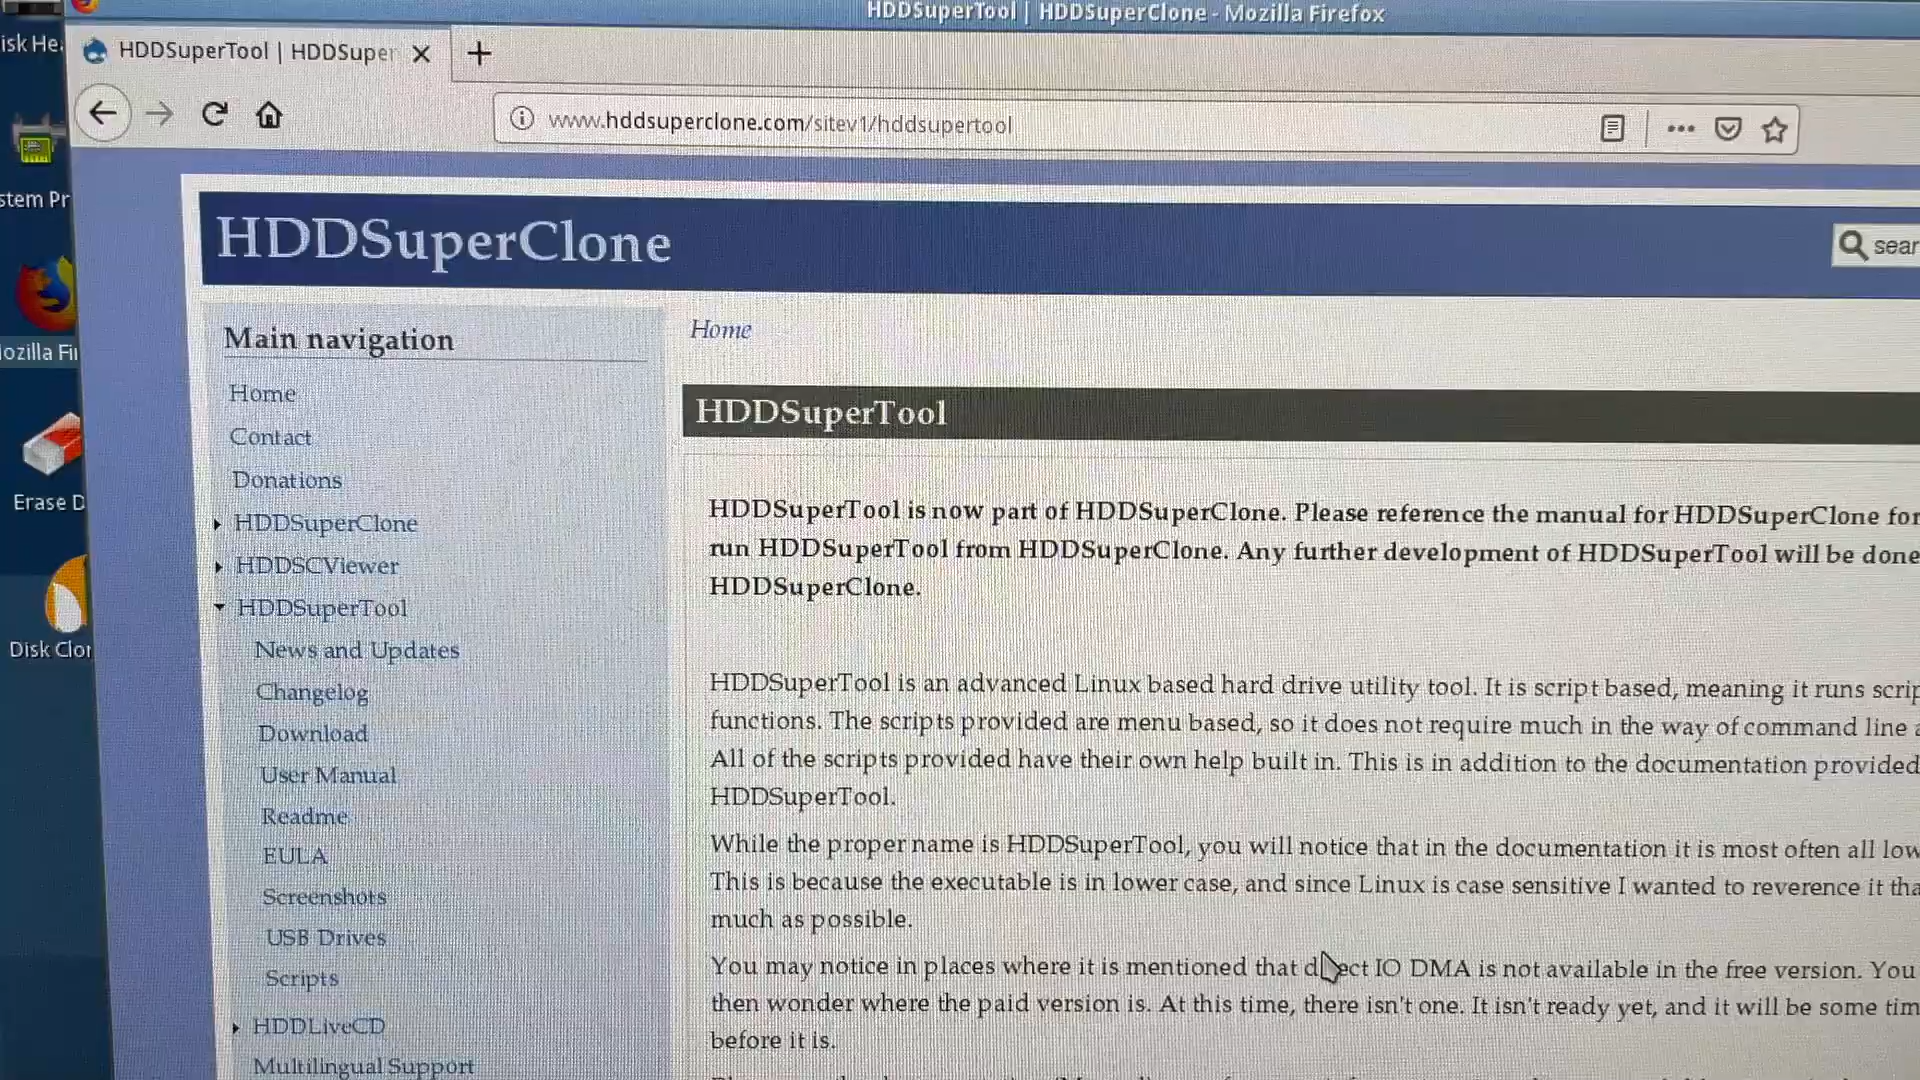 HDDSuperTool | HDDSuperClone - Mozilla Firefox
HDDSuperTool | HDDSuper
www.hddsuperclone.com/sitev1/hddsupertool
HDDSuperClone
sear
Main navigation
Home
Contact
Donations
HDDSuperClone
HDDSCViewer
HDDSuperTool
News and Updates
Changelog
Download
User Manual
Readme
EULA
Screenshots
USB Drives
Scripts
HDDLiveCD
Multilingual Support
Home
HDDSuperTool
HDDSuperTool is now part of HDDSuperClone. Please reference the manual for HDDSuperClone for
run HDDSuperTool from HDDSuperClone. Any further development of HDDSuperTool will be done
HDDSuperClone.
HDDSuperTool is an advanced Linux based hard drive utility tool. It is script based, meaning it runs scrip
functions. The scripts provided are menu based, so it does not require much in the way of command line
All of the scripts provided have their own help built in. This is in addition to the documentation provided
HDDSuperTool.
While the proper name is HDDSuperTool, you will notice that in the documentation it is most often all low
This is because the executable is in lower case, and since Linux is case sensitive I wanted to reverence it tha
much as possible.
You may notice in places where it is mentioned that direct IO DMA is not available in the free version. You
then wonder where the paid version is. At this time, there isn't one. It isn't ready yet, and it will be some tim
before it is.
isk He
stem Pr
ozilla Fi
Erase D
Disk Clo